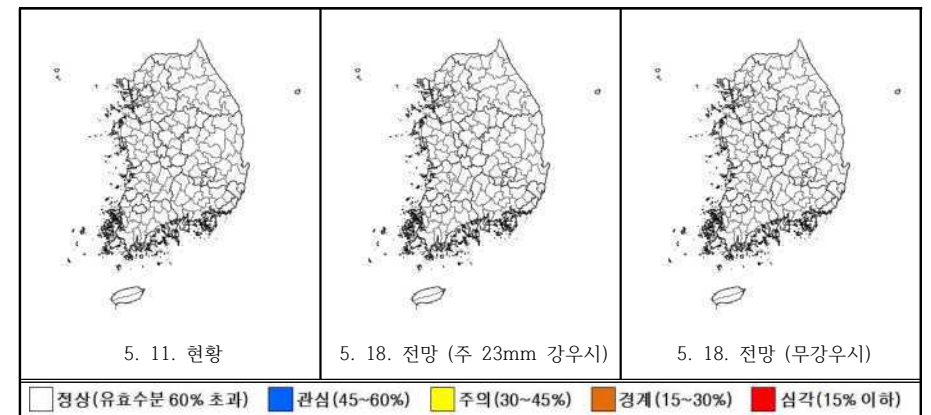 5. 11. 현황
5. 18. 전망 (주 23mm 강우시)
5. 18. 전망 (무강우시)
정상(유효수분 60% 초과) 관심(45~60%) 주의(30~45%) 경계(15~30%) 심각(15% 이하)